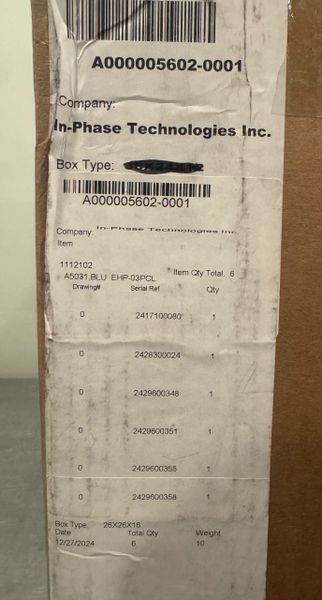 A000005602-0001
Company:
In-Phase Technologies Inc.
Box Type:
A000005602-0001
Company: In-Phase Technologies Inc.
Item
1112102
A5031,BLU EHP-03PCL Item Qty Total: 6
Drawing# Serial Ref Qty
0 2417100080 1
0 2428300024 1
0 2429600348 1
0 2429600351 1
0 2429600355 1
0 2429600358 1
Box Type: 26X26X16
Date Total Qty Weight
12/27/2024 6 10